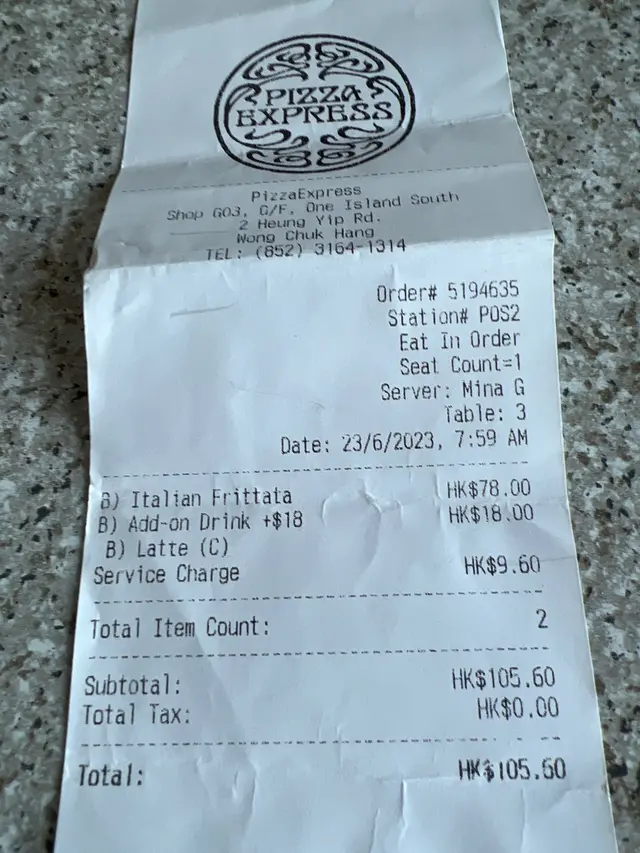 PIZZA
EXPRESS
PizzaExpress
Shop G03, G/F, One Island South
2 Heung Yip Rd.
Wong Chuk Hang
TEL: (852) 3164-1314
Order# 5194635
Station# POS2
Eat In Order
Seat Count=1
Server: Mina G
Table: 3
Date: 23/6/2023, 7:59 AM
B) Italian Frittata HK$78.00
B) Add-on Drink +$18 HK$18.00
B) Latte (C)
Service Charge HK$9.60
Total Item Count: 2
Subtotal: HK$105.60
Total Tax: HK$0.00
Total: HK$105.60